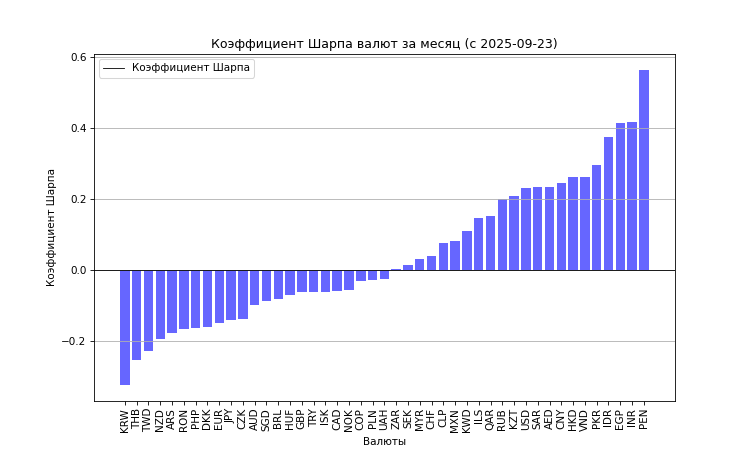 Коэффициент Шарпа валют за месяц (с 2025-09-23)
Коэффициент Шарпа
Коэффициент Шарпа
0.6
0.4
0.2
0.0
−0.2
KRW THB TWD NZD ARS RON PHP DKK EUR JPY CZK AUD SGD BRL HUF GBP TRY ISK CAD NOK COP PLN UAH ZAR SEK MYR CHF CLP MXN KWD ILS QAR RUB KZT USD SAR AED CNY HKD VND PKR IDR EGP INR PEN
Валюты